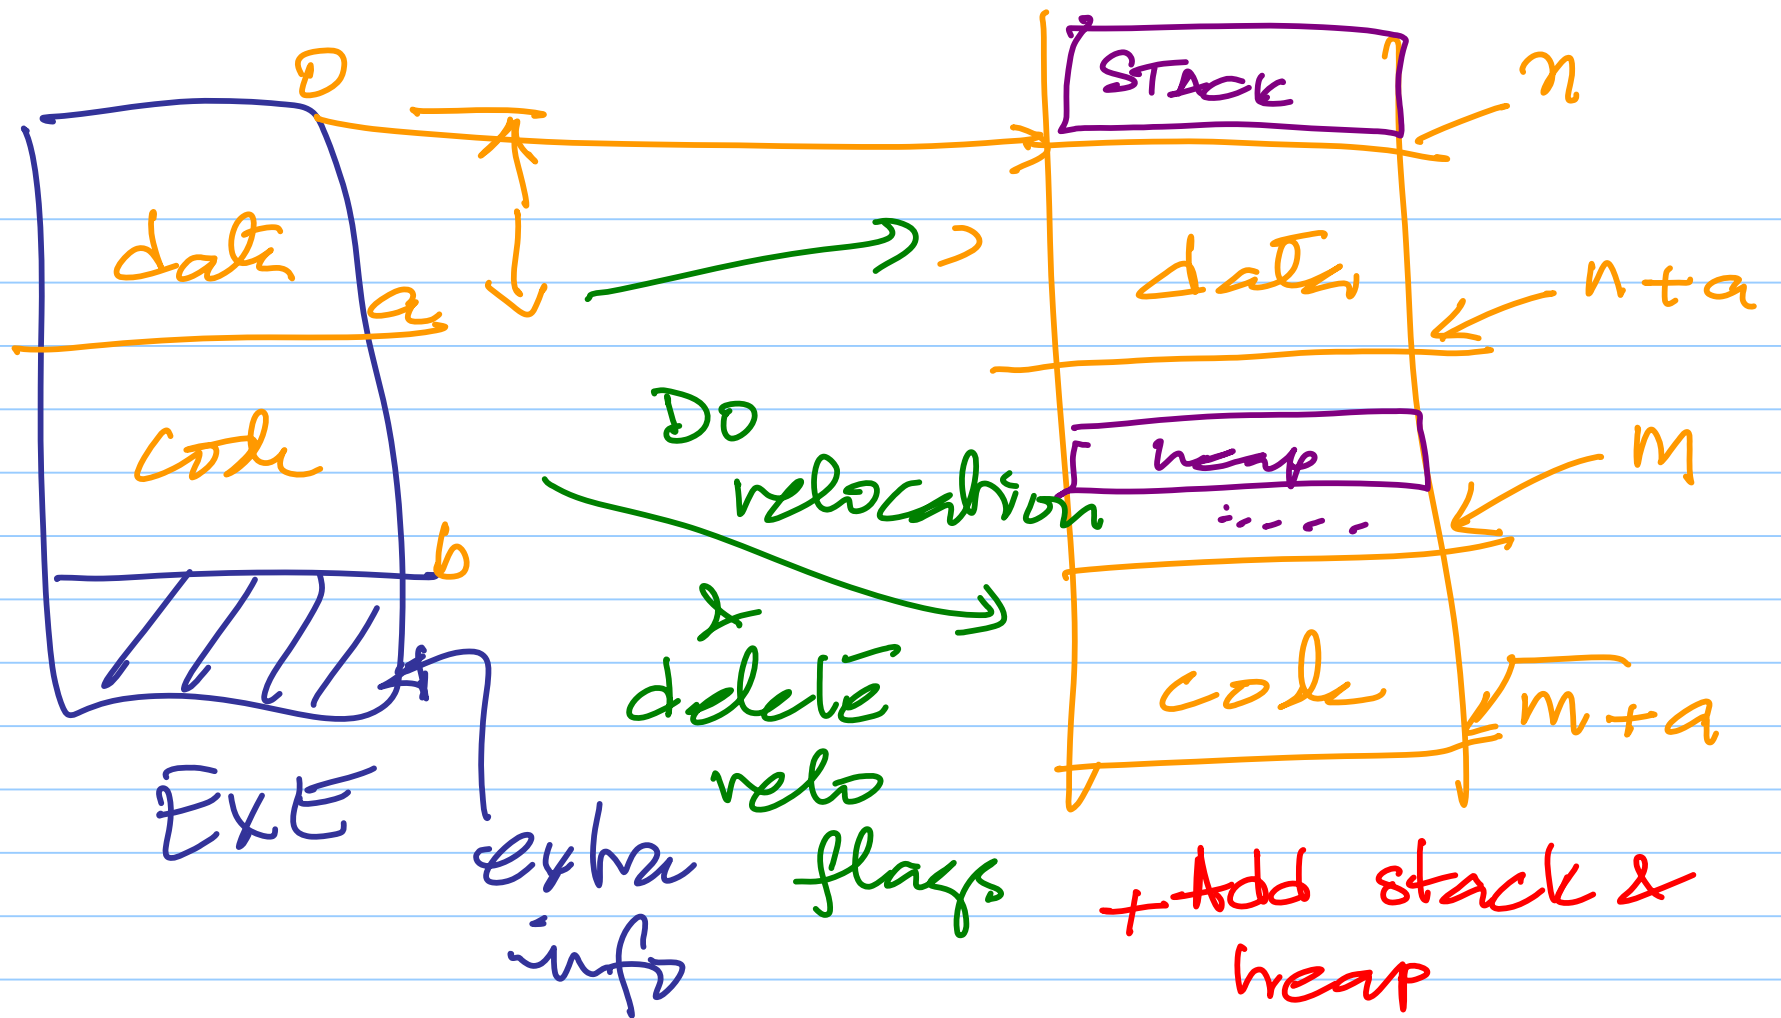 0
STACK
n
data
data
n+a
a
code
Do
heap
m
relocation
b
&
delete
code
m+a
relo
EXE
extra
flags
+Add stack &
info
heap